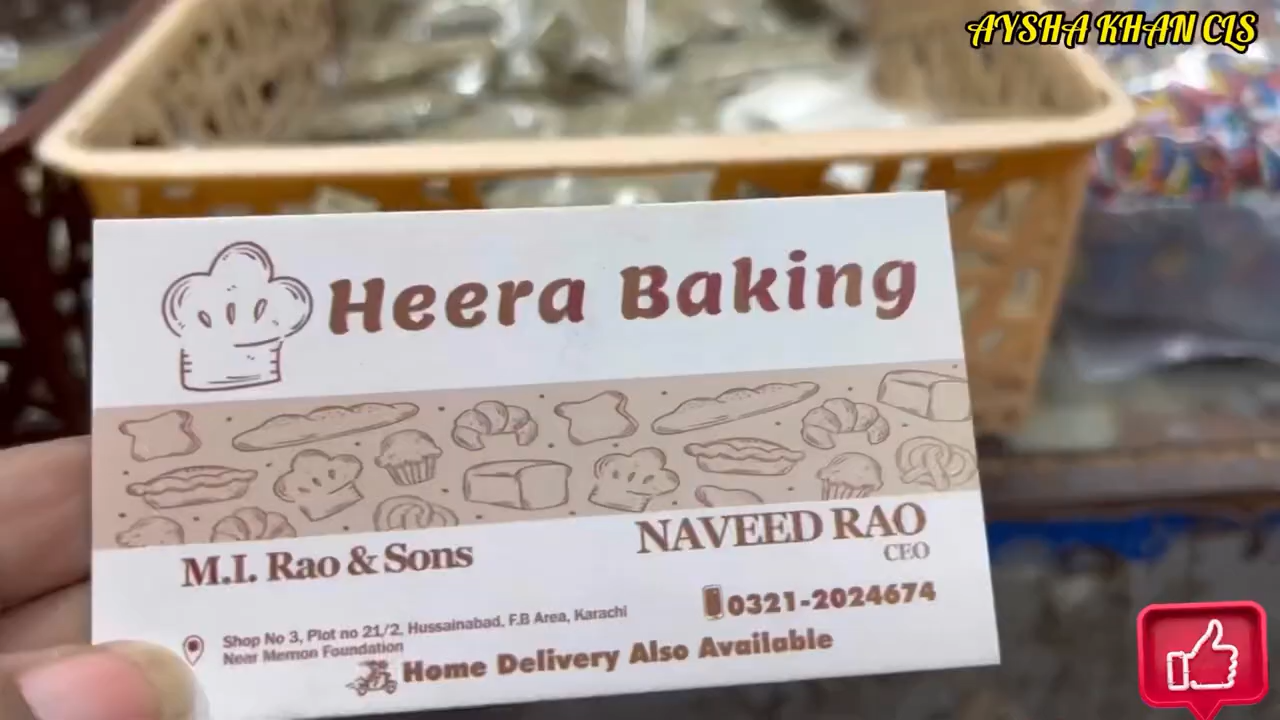 AYSHA KHAN CLS
Heera Baking
M.I. Rao & Sons
NAVEED RAO
CEO
0321-2024674
Shop No 3, Plot no 21/2, Hussainabad, F.B Area, Karachi
Near Memon Foundation
Home Delivery Also Available